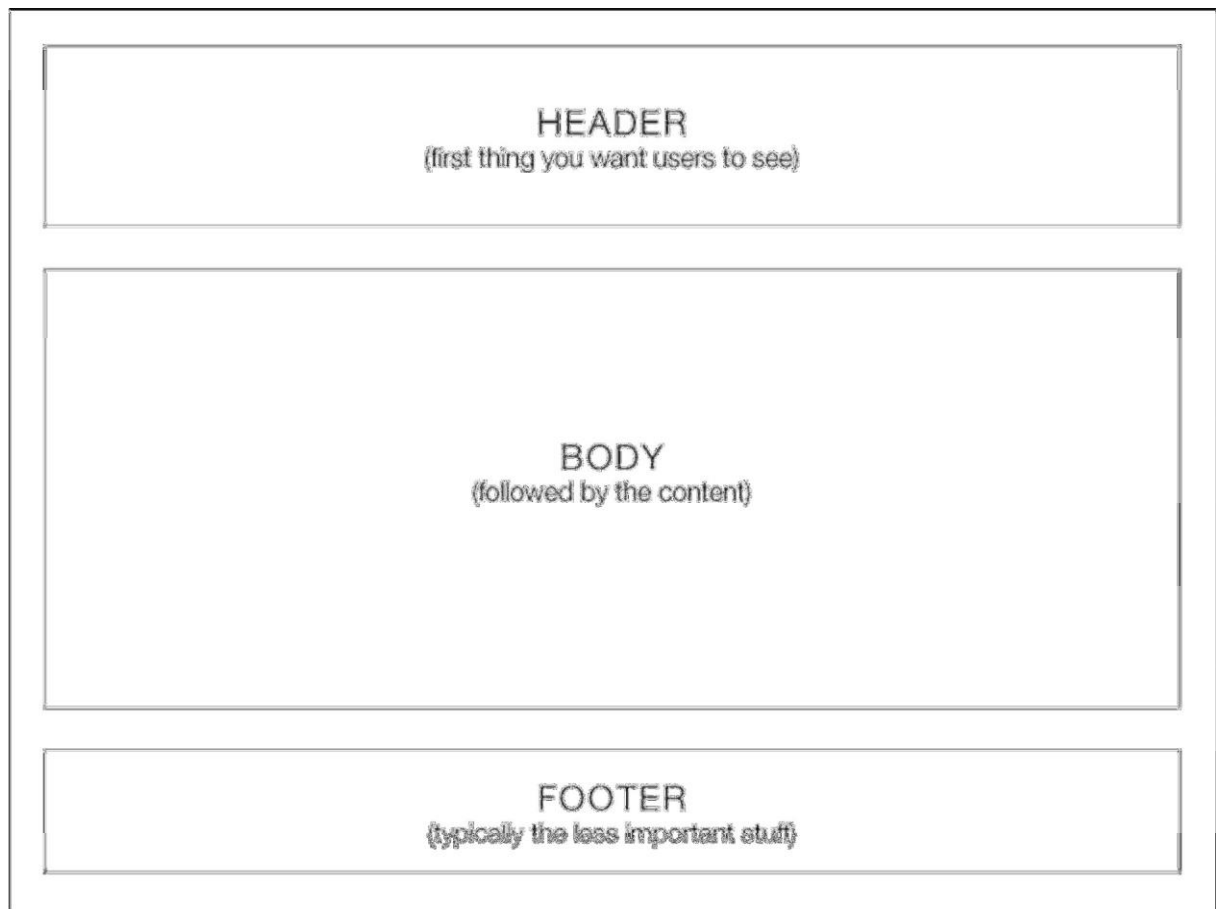 HEADER
(first thing you want users to see)
BODY
(followed by the content)
FOOTER
(typically the less important stuff)